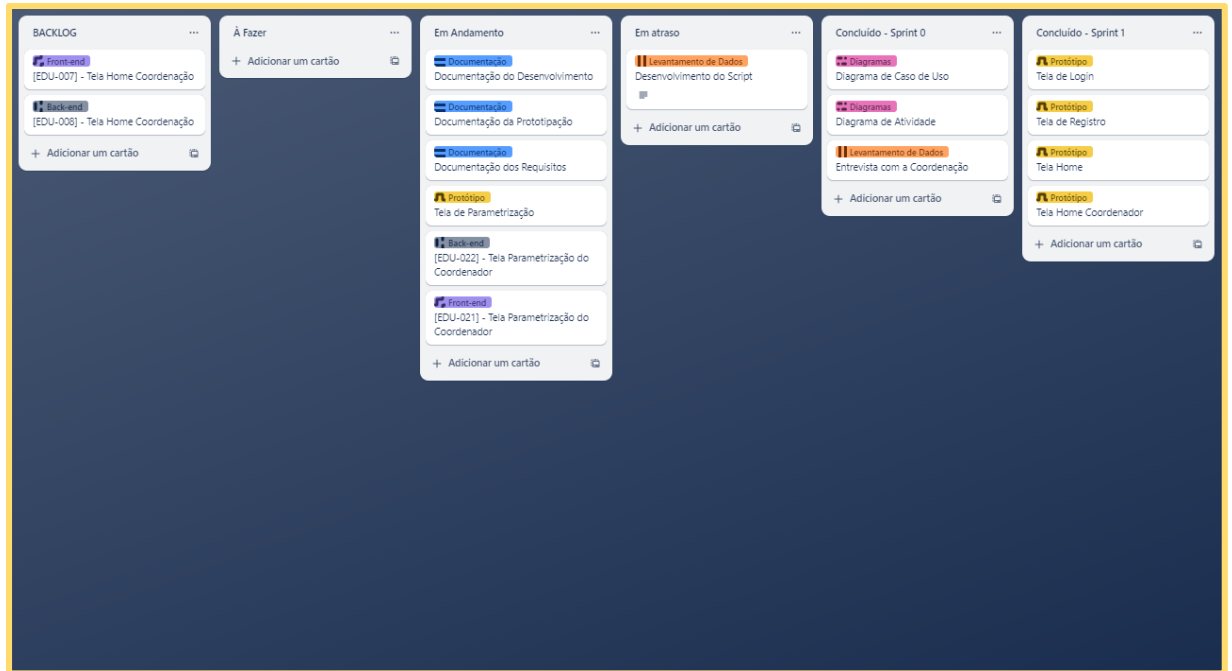 BACKLOG
Front-end
[EDU-007] - Tela Home Coordenação
Back-end
[EDU-008] - Tela Home Coordenação
+ Adicionar um cartão
À Fazer
+ Adicionar um cartão
Em Andamento
Documentação
Documentação do Desenvolvimento
Documentação
Documentação da Prototipação
Documentação
Documentação dos Requisitos
Protótipo
Tela de Parametrização
Back-end
[EDU-022] - Tela Parametrização do
Coordenador
Front-end
[EDU-021] - Tela Parametrização do
Coordenador
+ Adicionar um cartão
Em atraso
Levantamento de Dados
Desenvolvimento do Script
+ Adicionar um cartão
Concluído - Sprint 0
Diagramas
Diagrama de Caso de Uso
Diagramas
Diagrama de Atividade
Levantamento de Dados
Entrevista com a Coordenação
+ Adicionar um cartão
Concluído - Sprint 1
Protótipo
Tela de Login
Protótipo
Tela de Registro
Protótipo
Tela Home
Protótipo
Tela Home Coordenador
+ Adicionar um cartão